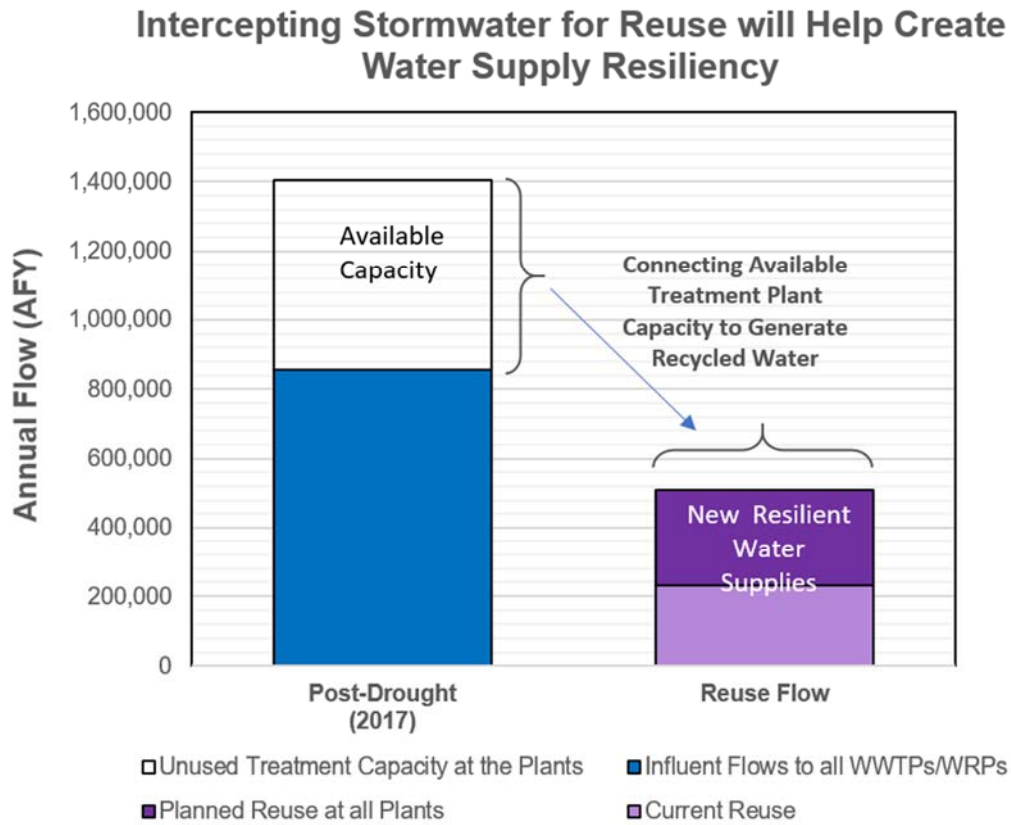 Intercepting Stormwater for Reuse will Help Create
Water Supply Resiliency
Annual Flow (AFY)
1,600,000
1,400,000
1,200,000
1,000,000
800,000
600,000
400,000
200,000
0
Available
Capacity
Connecting Available
Treatment Plant
Capacity to Generate
Recycled Water
New Resilient
Water
Supplies
Post-Drought
(2017)
Reuse Flow
Unused Treatment Capacity at the Plants
Influent Flows to all WWTPs/WRPs
Planned Reuse at all Plants
Current Reuse